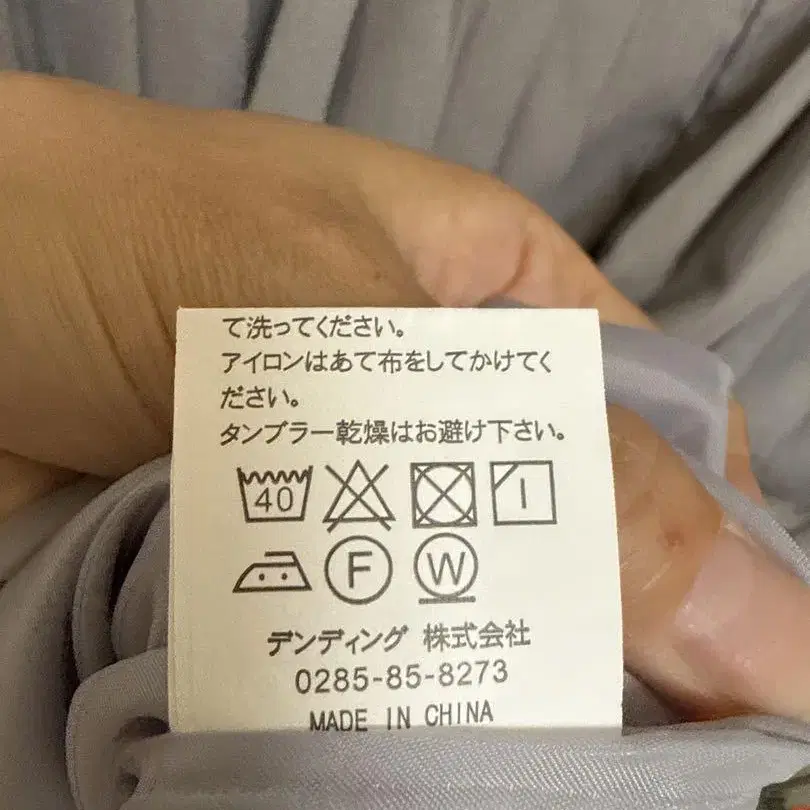 て洗ってください。
アイロンはあて布をしてかけてく
ださい。
タンブラー乾燥はお避け下さい。
40
F W
デンディング 株式会社
0285-85-8273
MADE IN CHINA